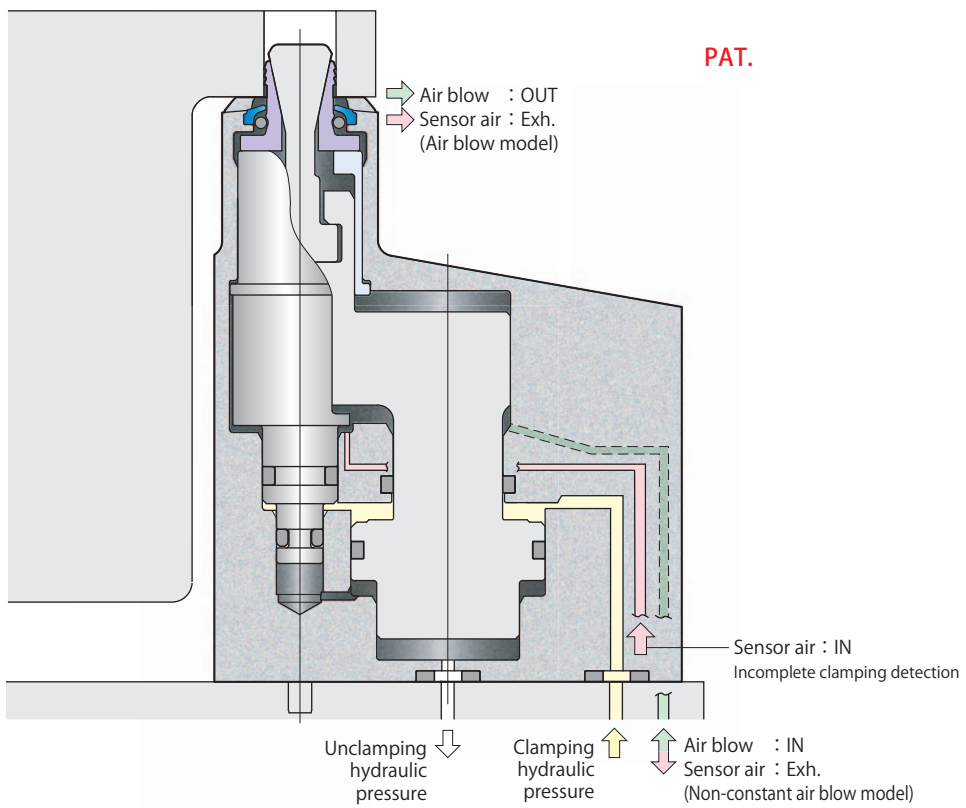 PAT.
Air blow : OUT
Sensor air : Exh.
(Air blow model)
Sensor air : IN
Incomplete clamping detection
Unclamping
hydraulic
pressure
Clamping
hydraulic
pressure
Air blow : IN
Sensor air : Exh.
(Non-constant air blow model)